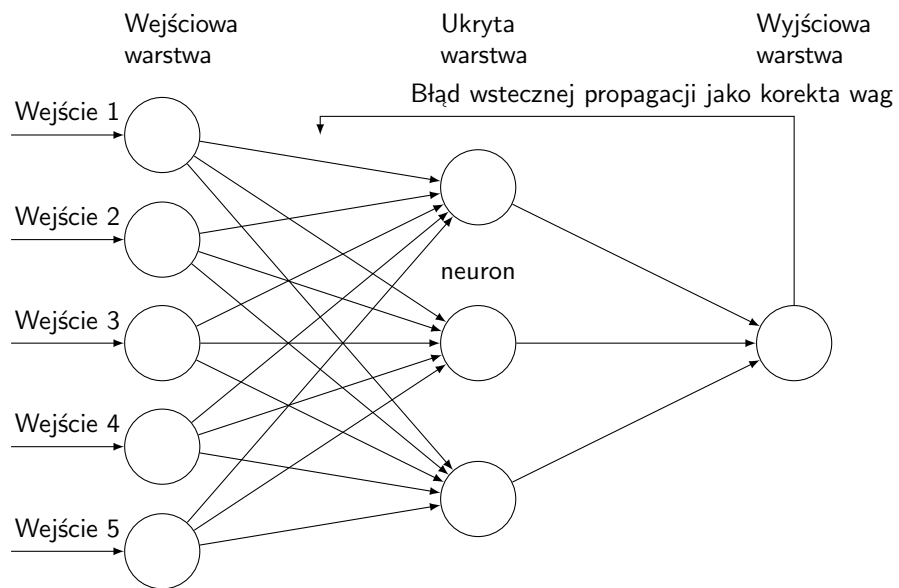 Wejściowa
warstwa
Ukryta
warstwa
Wyjściowa
warstwa
Błąd wstecznej propagacji jako korekta wag
Wejście 1
Wejście 2
neuron
Wejście 3
Wejście 4
Wejście 5